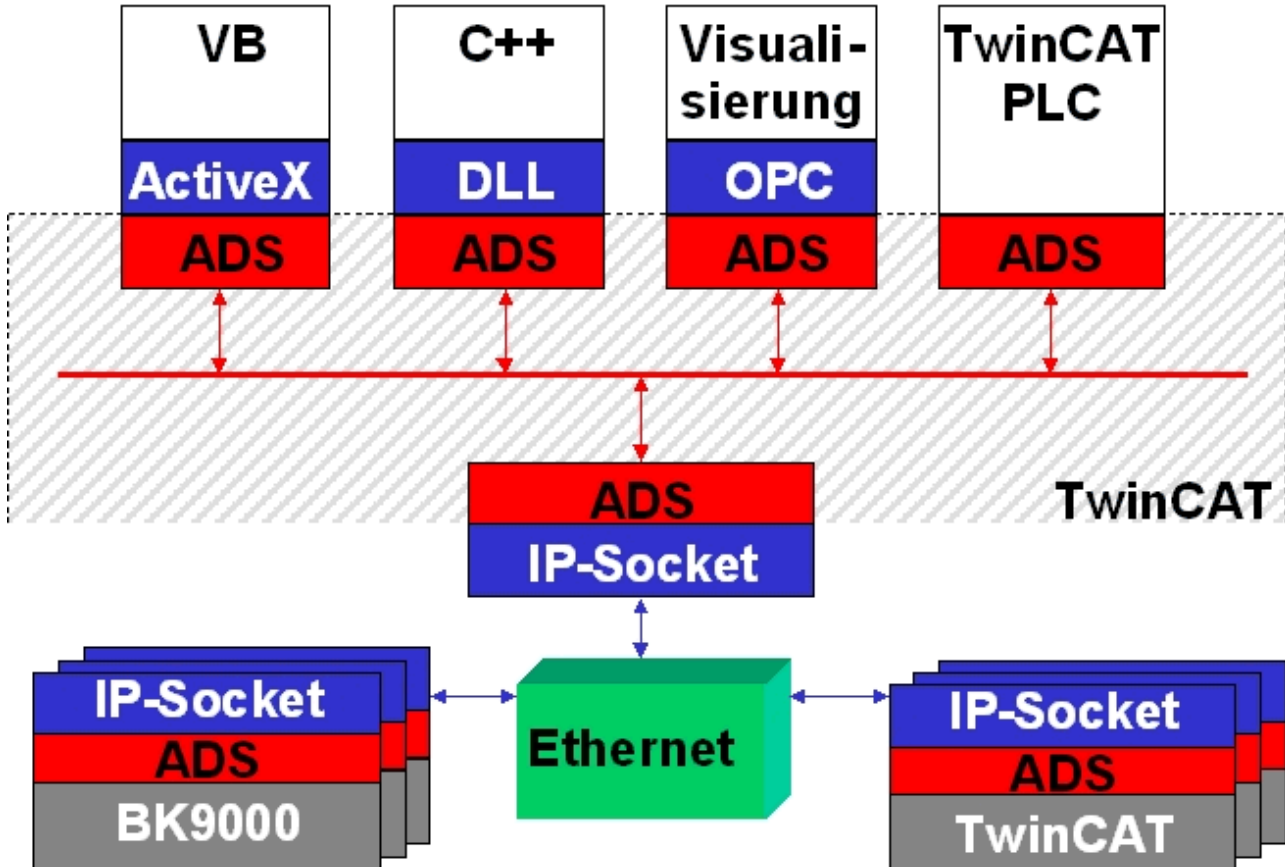 VB
ActiveX
ADS
C++
DLL
ADS
Visuali-
sierung
OPC
ADS
TwinCAT
PLC
ADS
TwinCAT
ADS
IP-Socket
IP-Socket
ADS
BK9000
Ethernet
IP-Socket
ADS
TwinCAT